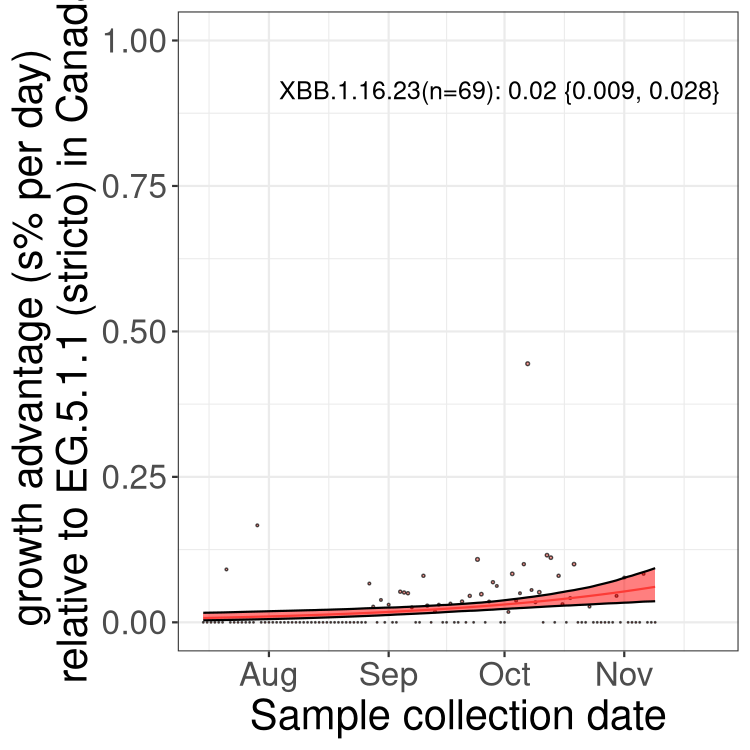 growth advantage (s% per day)
relative to EG.5.1.1 (stricto) in Canada
1.00
XBB.1.16.23(n=69): 0.02 {0.009, 0.028}
0.75
0.50
0.25
0.00
Aug Sep Oct Nov
Sample collection date